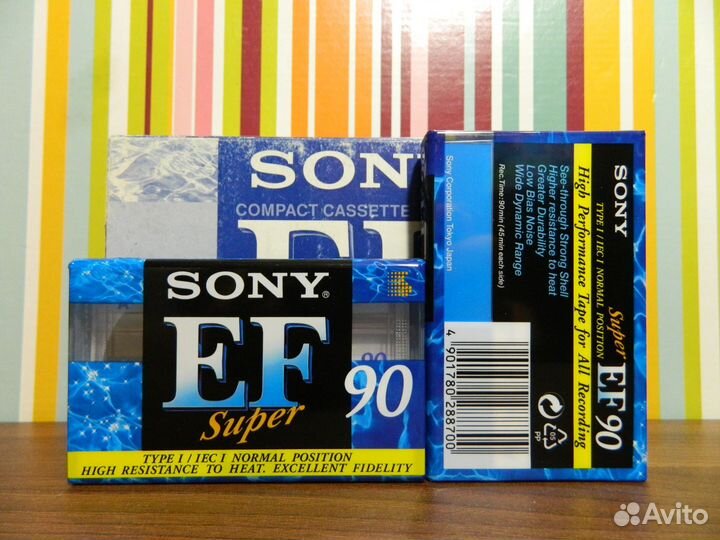 SONY
COMPACT CASSETTE
SONY®
EF
Super
90
90
TYPE I / IEC I NORMAL POSITION
HIGH RESISTANCE TO HEAT. EXCELLENT FIDELITY
SONY
TYPE I / IEC I NORMAL POSITION
Super EF 90
High Performance Tape for All Recording
See-through Strong Shell
Higher resistance to heat
Greater Durability
Low Bias Noise
Wide Dynamic Range
Rec.Time:90min (45min each side)
Sony Corporation Tokyo Japan
4 901780 288700
05
PP
Avito